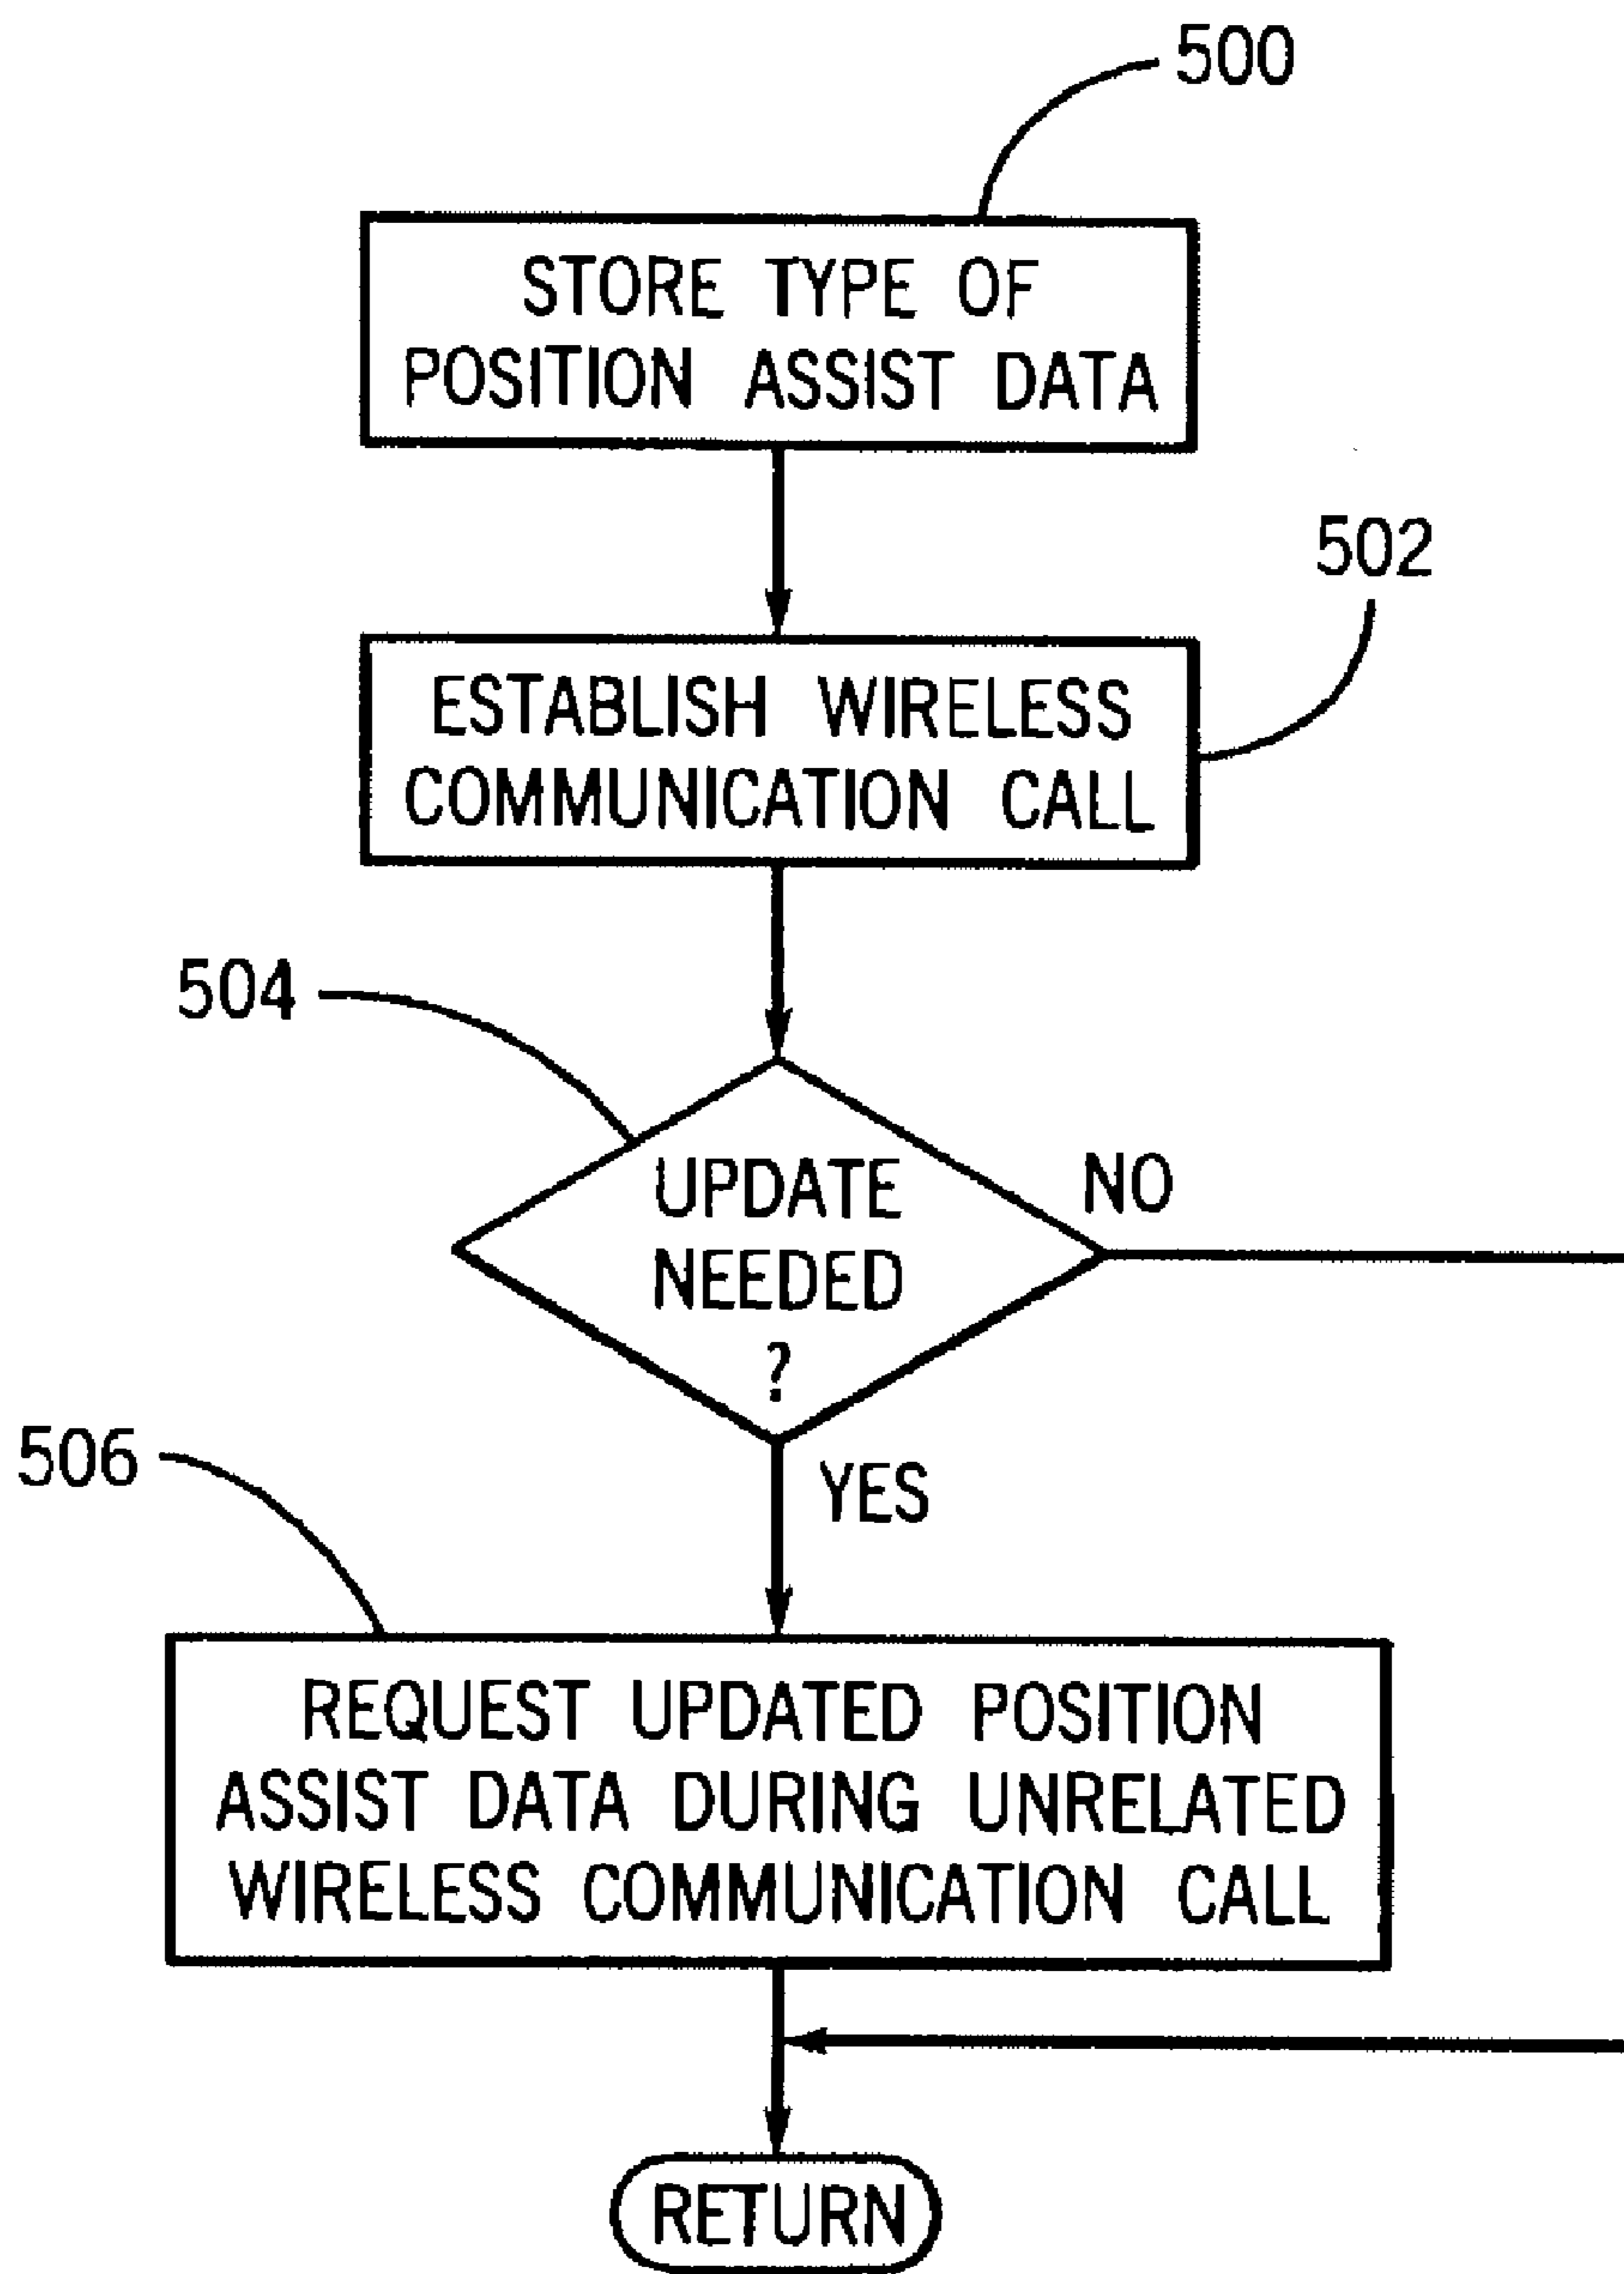 500
STORE TYPE OF
POSITION ASSIST DATA
502
ESTABLISH WIRELESS
COMMUNICATION CALL
504
UPDATE
NEEDED
?
NO
506
YES
REQUEST UPDATED POSITION
ASSIST DATA DURING UNRELATED
WIRELESS COMMUNICATION CALL
RETURN